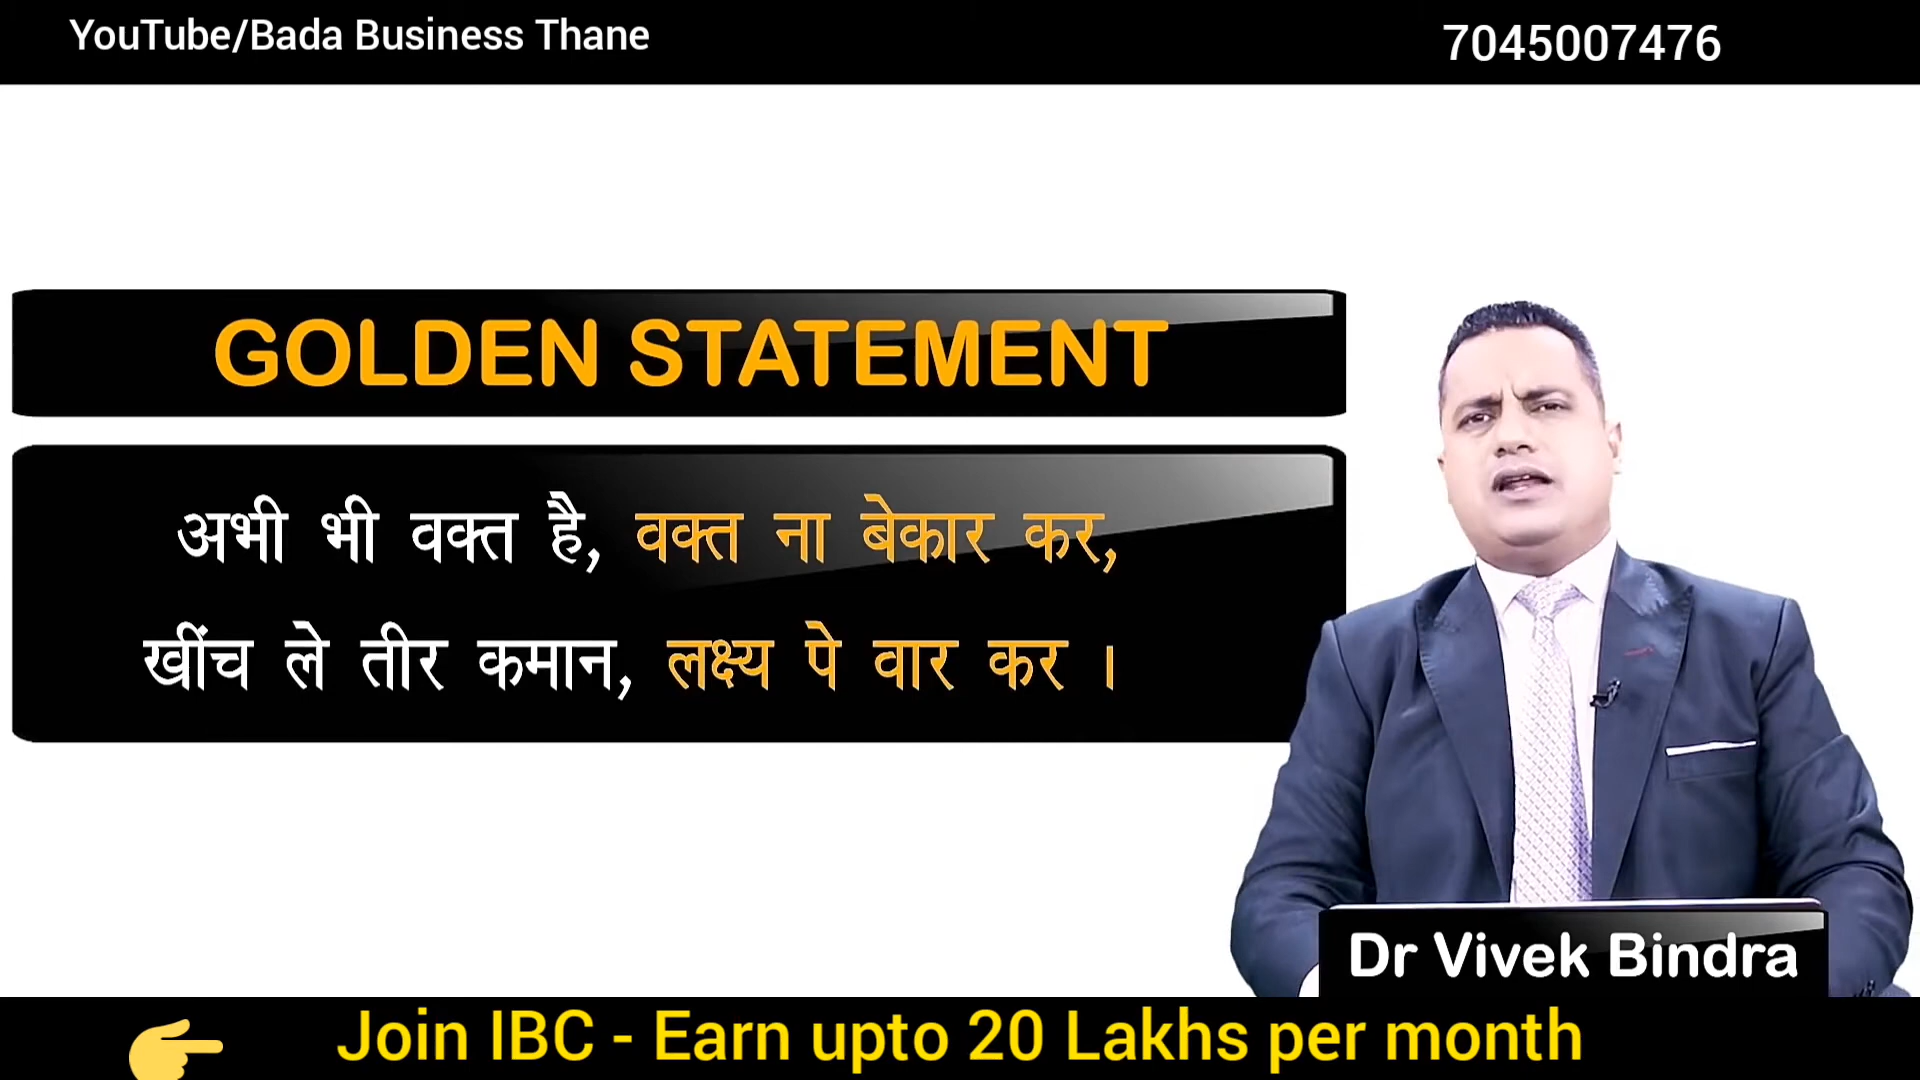 YouTube/Bada Business Thane
7045007476
GOLDEN STATEMENT
अभी भी वक्त है, वक्त ना बेकार कर,
खींच ले तीर कमान, लक्ष्य पे वार कर ।
Dr Vivek Bindra
Join IBC - Earn upto 20 Lakhs per month